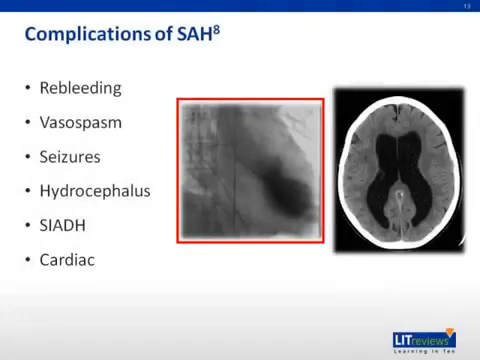 13
Complications of SAH8
• Rebleeding
• Vasospasm
• Seizures
• Hydrocephalus
• SIADH
• Cardiac
LITreviews
Learning in Ten